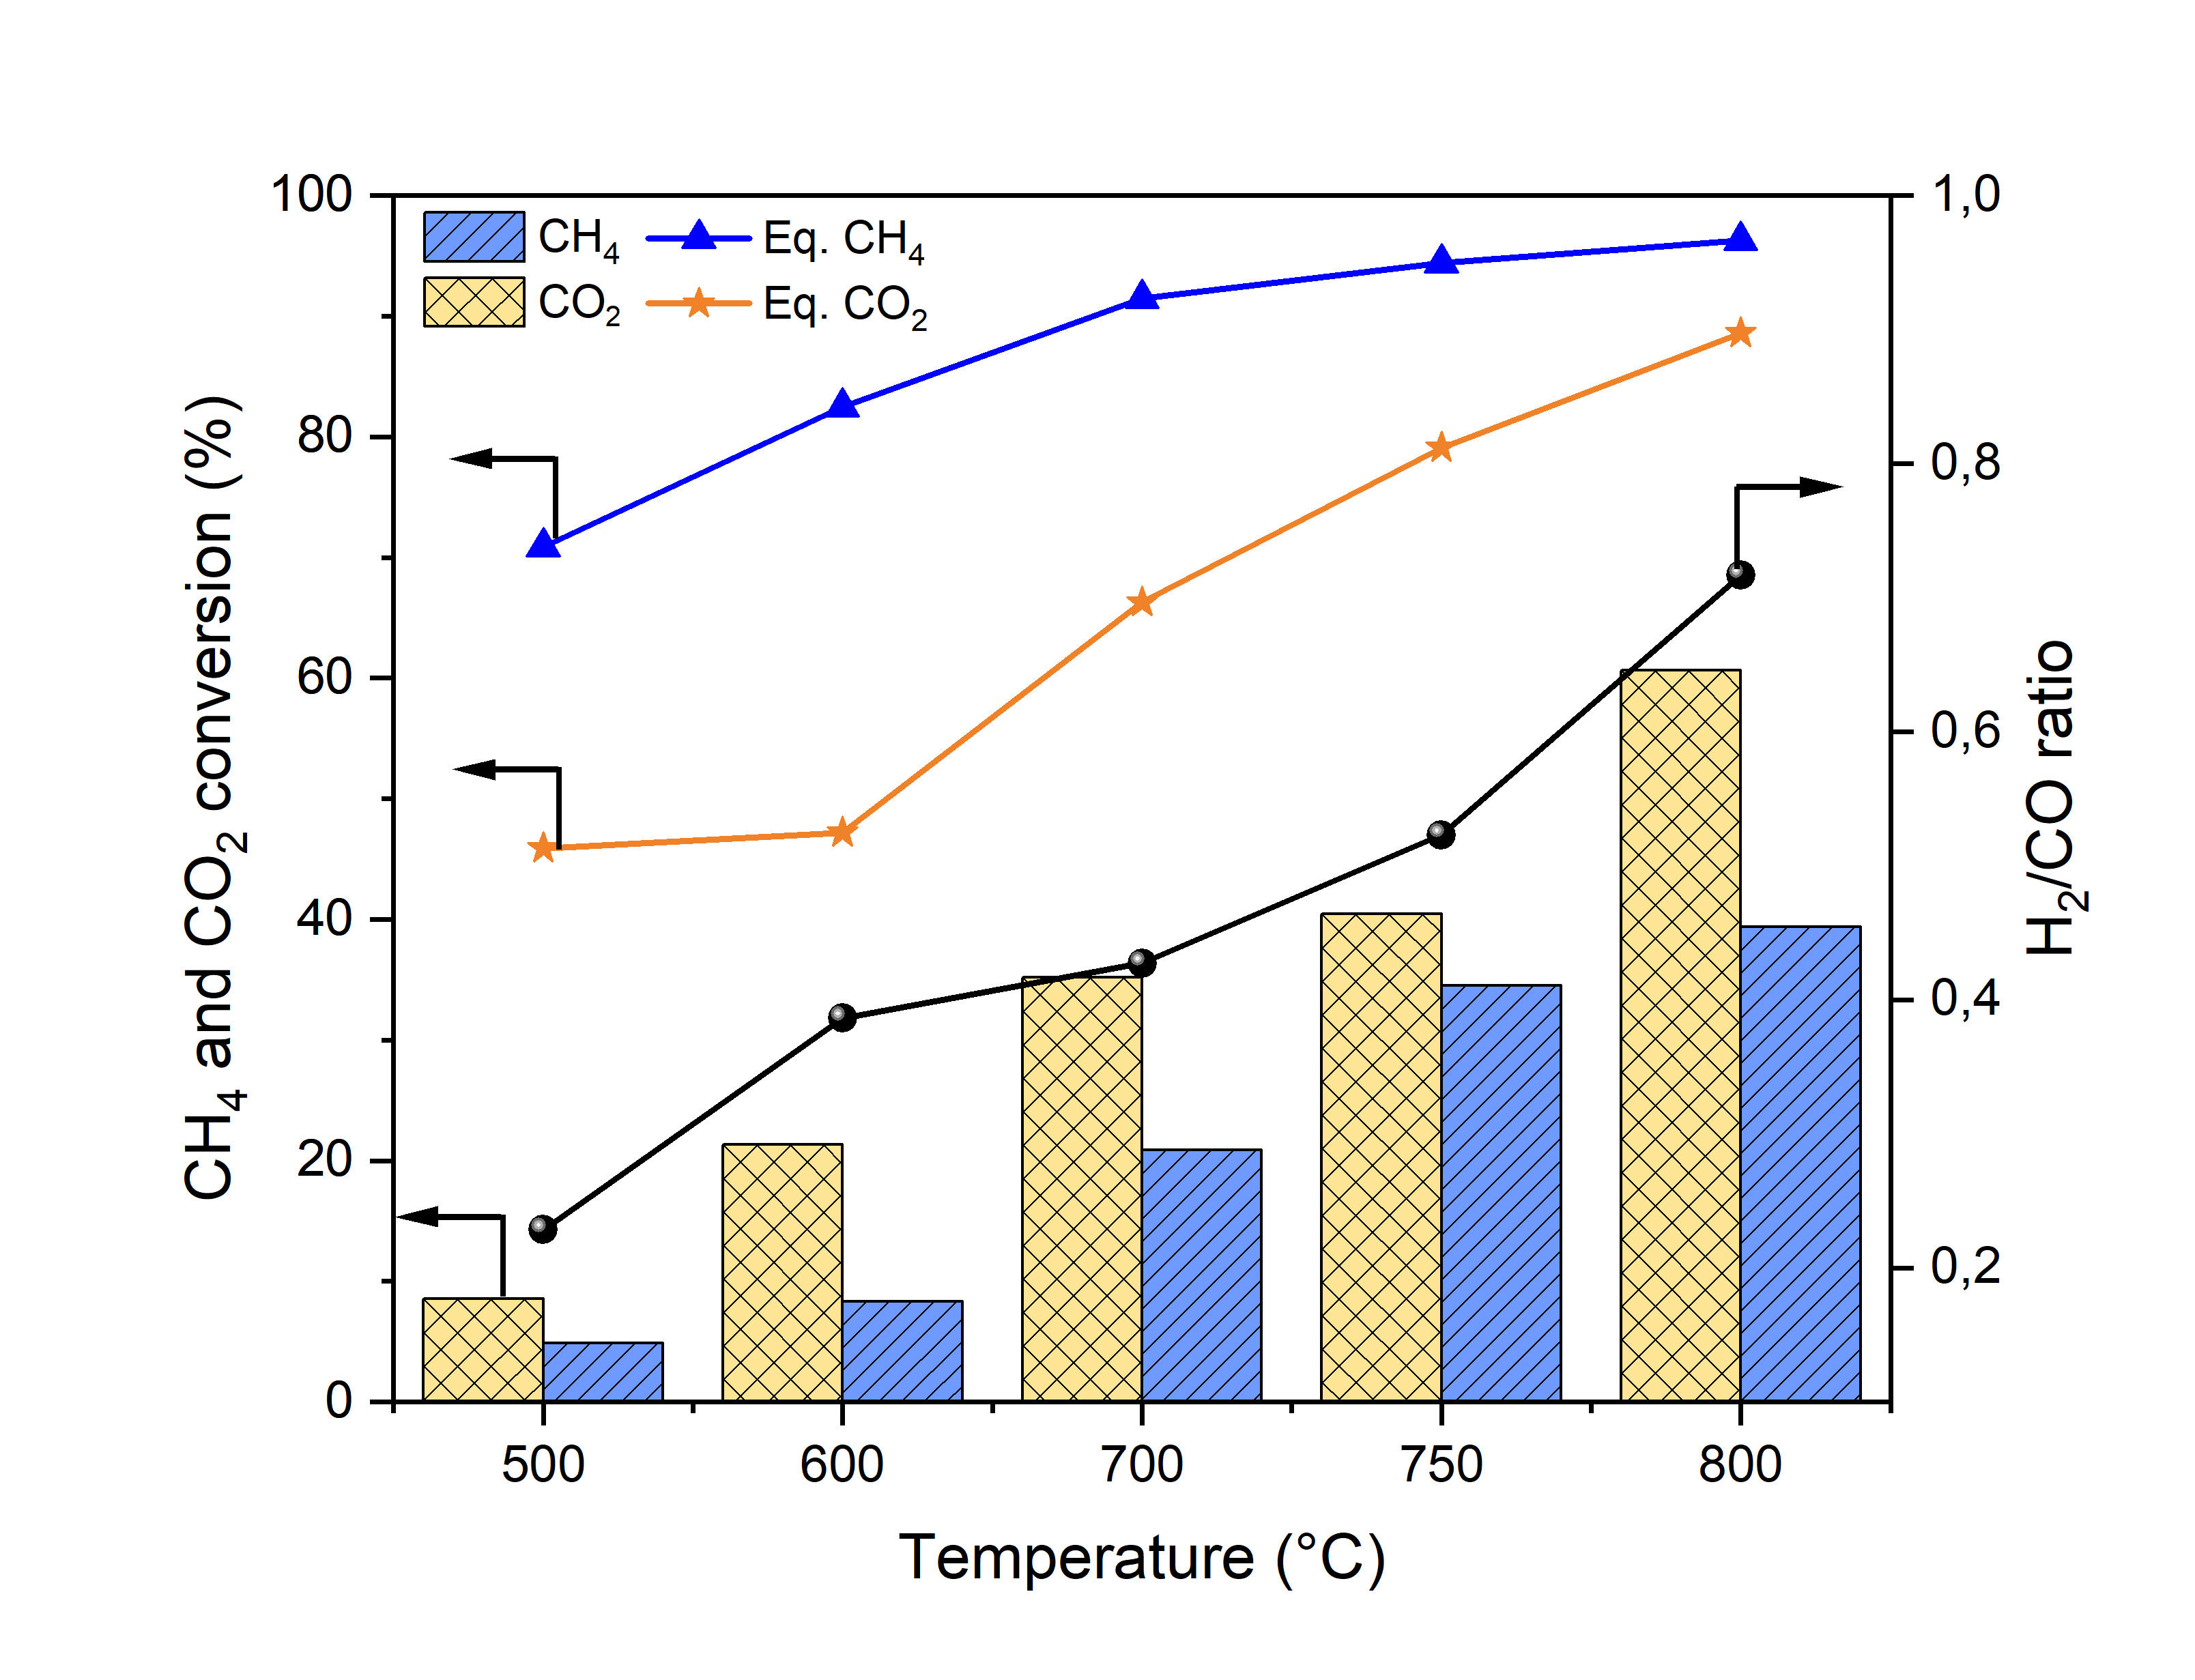 CH₄ Eq. CH₄
CO₂ Eq. CO₂
CH₄ and CO₂ conversion (%)
100
80
60
40
20
0
1,0
0,8
0,6
0,4
0,2
H₂/CO ratio
500 600 700 750 800
Temperature (°C)